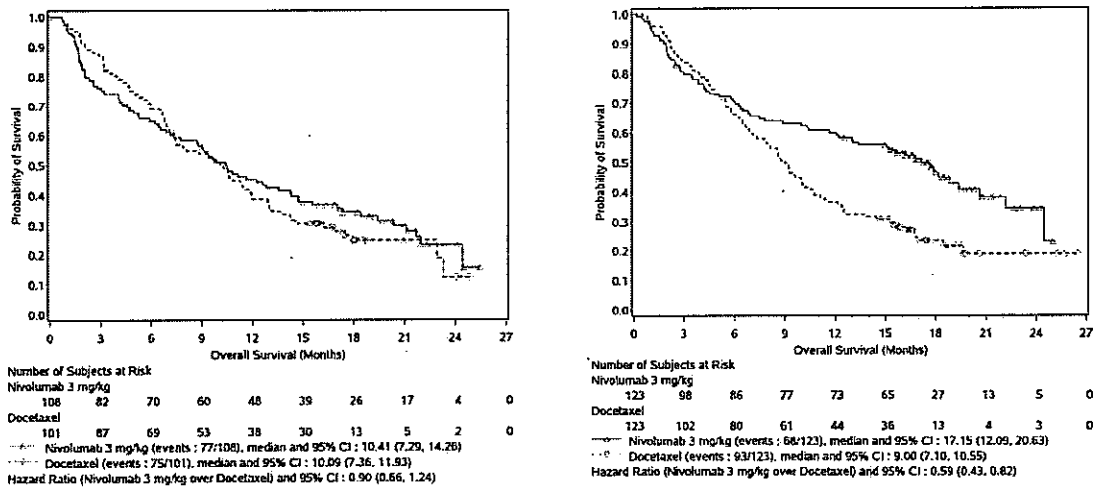 1.0
0.9
0.8
0.7
0.6
0.5
0.4
0.3
0.2
0.1
0.0
Probability of Survival
0 3 6 9 12 15 18 21 24 27
Overall Survival (Months)
Number of Subjects at Risk
Nivolumab 3 mg/kg
108 82 70 60 48 39 26 17 4 0
Docetaxel
101 87 69 53 38 30 13 5 2 0
Nivolumab 3 mg/kg (events : 77/108), median and 95% CI : 10.41 (7.29, 14.26)
Docetaxel (events : 75/101), median and 95% CI : 10.09 (7.36, 11.93)
Hazard Ratio (Nivolumab 3 mg/kg over Docetaxel) and 95% CI : 0.90 (0.66, 1.24)
1.0
0.9
0.8
0.7
0.6
0.5
0.4
0.3
0.2
0.1
0.0
Probability of Survival
0 3 6 9 12 15 18 21 24 27
Overall Survival (Months)
Number of Subjects at Risk
Nivolumab 3 mg/kg
123 98 86 77 73 65 27 13 5 0
Docetaxel
123 102 80 61 44 36 13 4 3 0
Nivolumab 3 mg/kg (events : 68/123), median and 95% CI : 17.15 (12.09, 20.63)
Docetaxel (events : 93/123), median and 95% CI : 9.00 (7.10, 10.55)
Hazard Ratio (Nivolumab 3 mg/kg over Docetaxel) and 95% CI : 0.59 (0.43, 0.82)